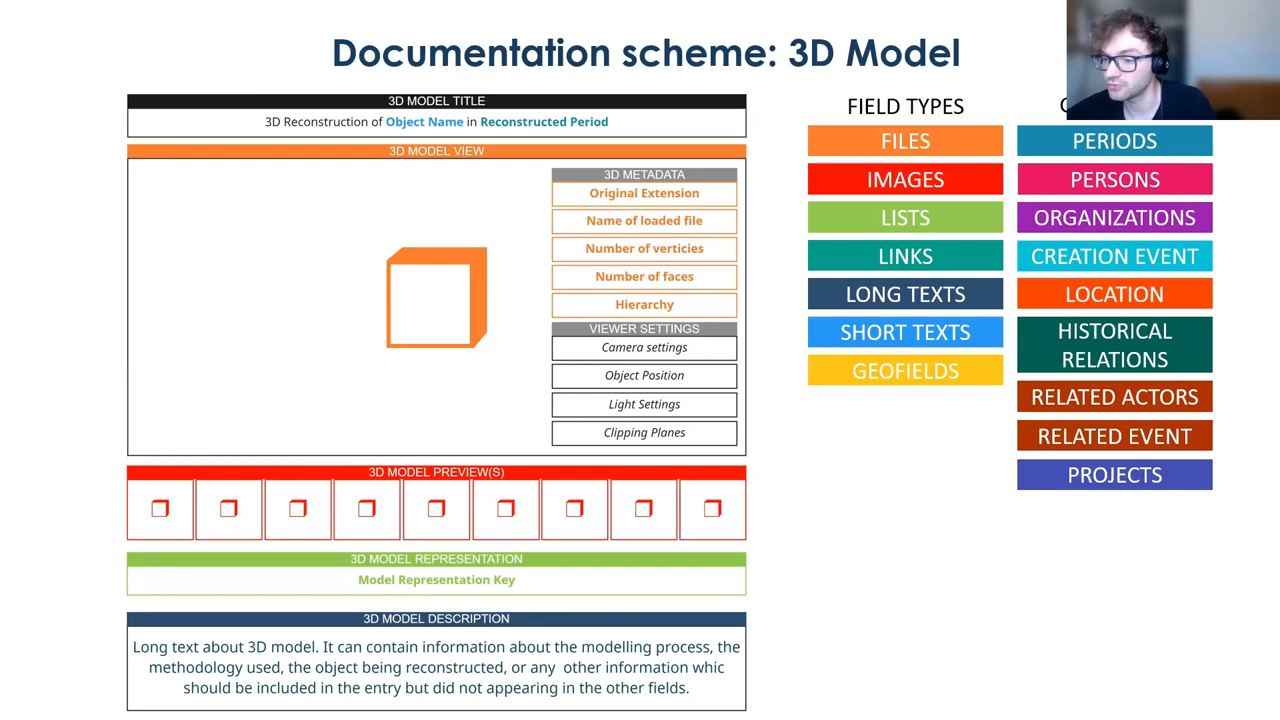 Documentation scheme: 3D Model
3D MODEL TITLE
3D Reconstruction of Object Name in Reconstructed Period
3D MODEL VIEW
3D METADATA
Original Extension
Name of loaded file
Number of verticies
Number of faces
Hierarchy
VIEWER SETTINGS
Camera settings
Object Position
Light Settings
Clipping Planes
3D MODEL PREVIEW(S)
3D MODEL REPRESENTATION
Model Representation Key
3D MODEL DESCRIPTION
Long text about 3D model. It can contain information about the modelling process, the
methodology used, the object being reconstructed, or any other information whic
should be included in the entry but did not appearing in the other fields.
FIELD TYPES
FILES
IMAGES
LISTS
LINKS
LONG TEXTS
SHORT TEXTS
GEOFIELDS
PERIODS
PERSONS
ORGANIZATIONS
CREATION EVENT
LOCATION
HISTORICAL
RELATIONS
RELATED ACTORS
RELATED EVENT
PROJECTS